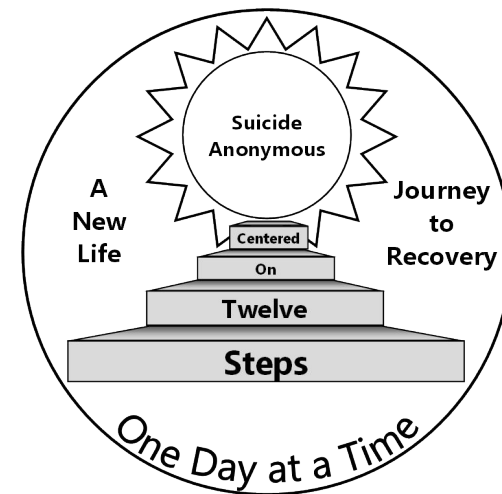 Suicide
Anonymous
A
New
Life
Journey
to
Recovery
Centered
On
Twelve
Steps
One Day at a Time